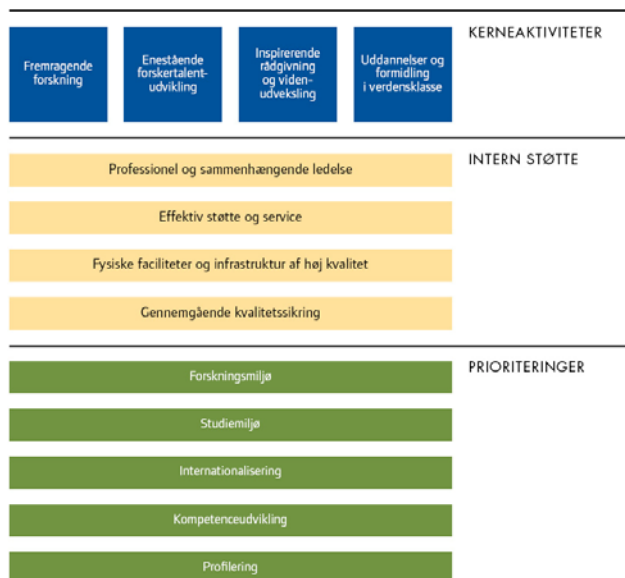 KERNEAKTIVITETER
Fremragende
forskning
Enestående
forskertalent-
udvikling
Inspirerende
rådgivning
og viden-
udveksling
Uddannelser og
formidling
i verdensklasse
INTERN STØTTE
Professionel og sammenhængende ledelse
Effektiv støtte og service
Fysiske faciliteter og infrastruktur af høj kvalitet
Gennemgående kvalitetssikring
PRIORITERINGER
Forskningsmiljø
Studiemiljø
Internationalisering
Kompetenceudvikling
Profilering